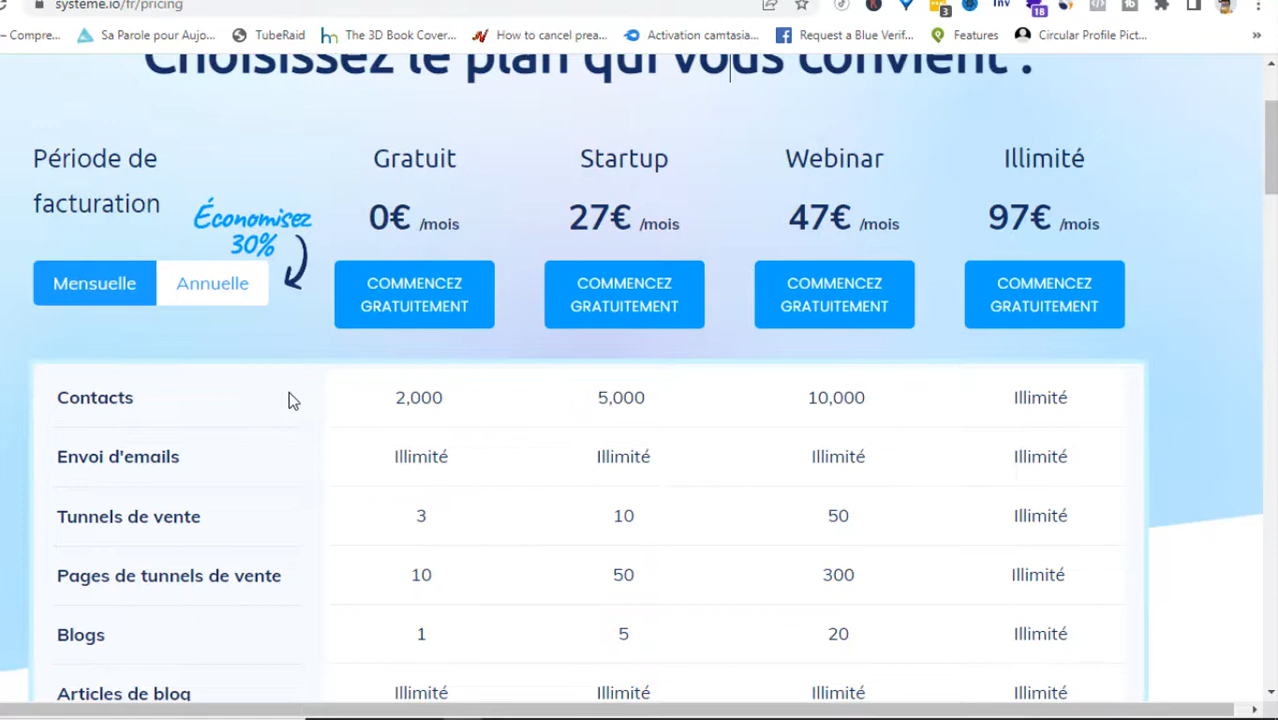 systeme.io/fr/pricing
3
18
Inv
16
– Compre...
Sa Parole pour Aujo...
TubeRaid
The 3D Book Cover...
How to cancel prea...
Activation camtasia...
Request a Blue Verif...
Features
Circular Profile Pict...
»
Choisissez le plan qui vous convient :
Période de
facturation
Économisez
30%
Mensuelle
Annuelle
Gratuit
Startup
Webinar
Illimité
0€ /mois
27€ /mois
47€ /mois
97€ /mois
COMMENCEZ
GRATUITEMENT
COMMENCEZ
GRATUITEMENT
COMMENCEZ
GRATUITEMENT
COMMENCEZ
GRATUITEMENT
Contacts 2,000 5,000 10,000 Illimité
Envoi d'emails Illimité Illimité Illimité Illimité
Tunnels de vente 3 10 50 Illimité
Pages de tunnels de vente 10 50 300 Illimité
Blogs 1 5 20 Illimité
Articles de blog Illimité Illimité Illimité Illimité